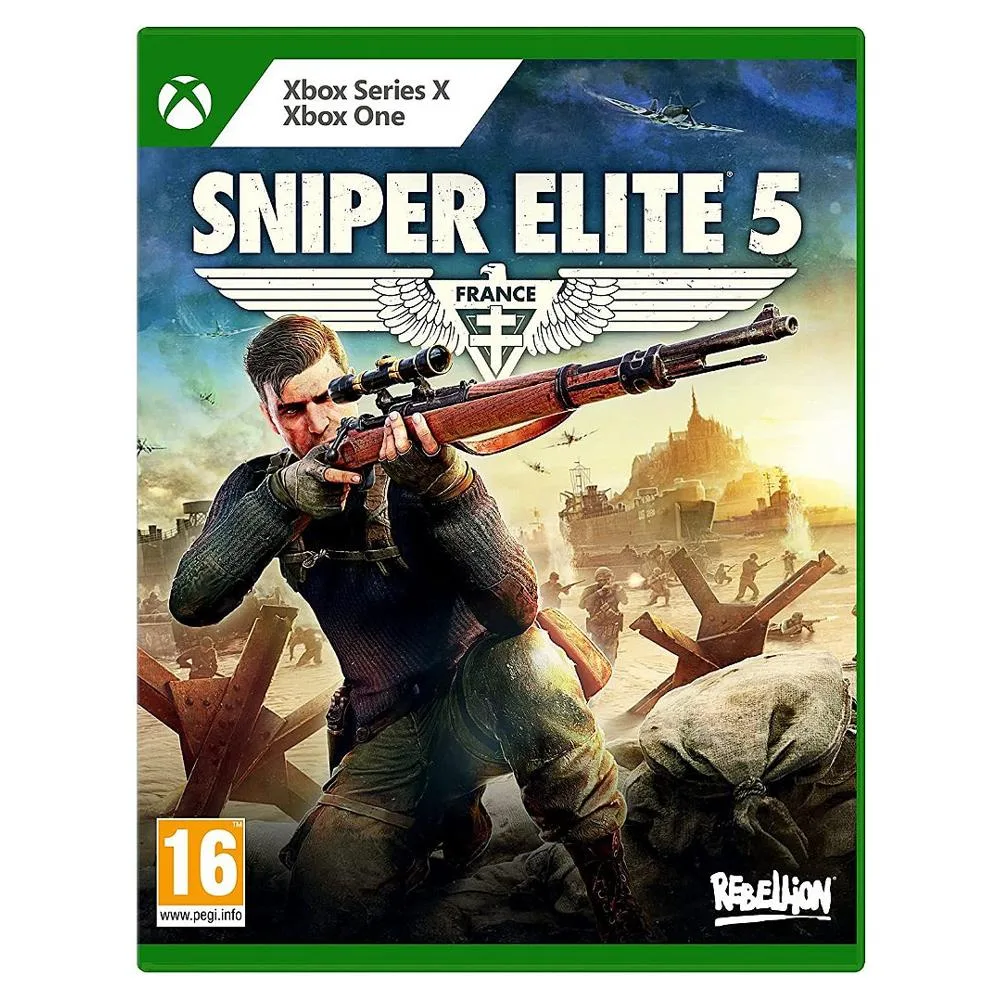 Xbox Series X
Xbox One
SNIPER ELITE 5
FRANCE
16
www.pegi.info
REBELLION